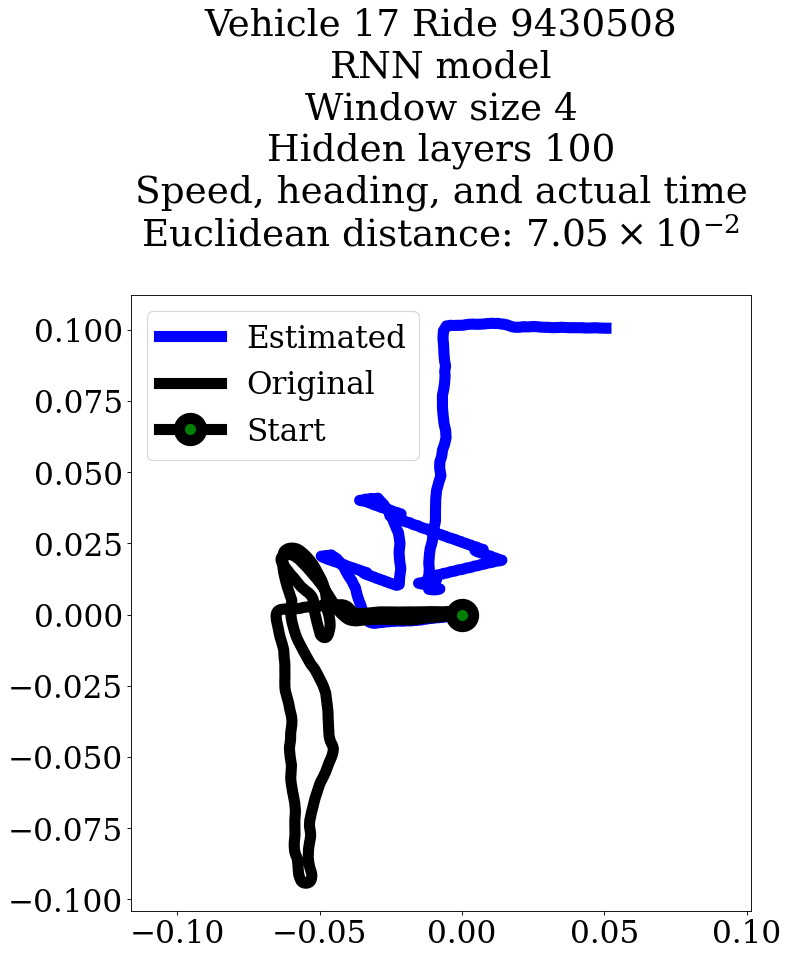 Vehicle 17 Ride 9430508
RNN model
Window size 4
Hidden layers 100
Speed, heading, and actual time
Euclidean distance: 7.05 × 10⁻²
Estimated
Original
Start
0.100
0.075
0.050
0.025
0.000
−0.025
−0.050
−0.075
−0.100
−0.10 −0.05 0.00 0.05 0.10